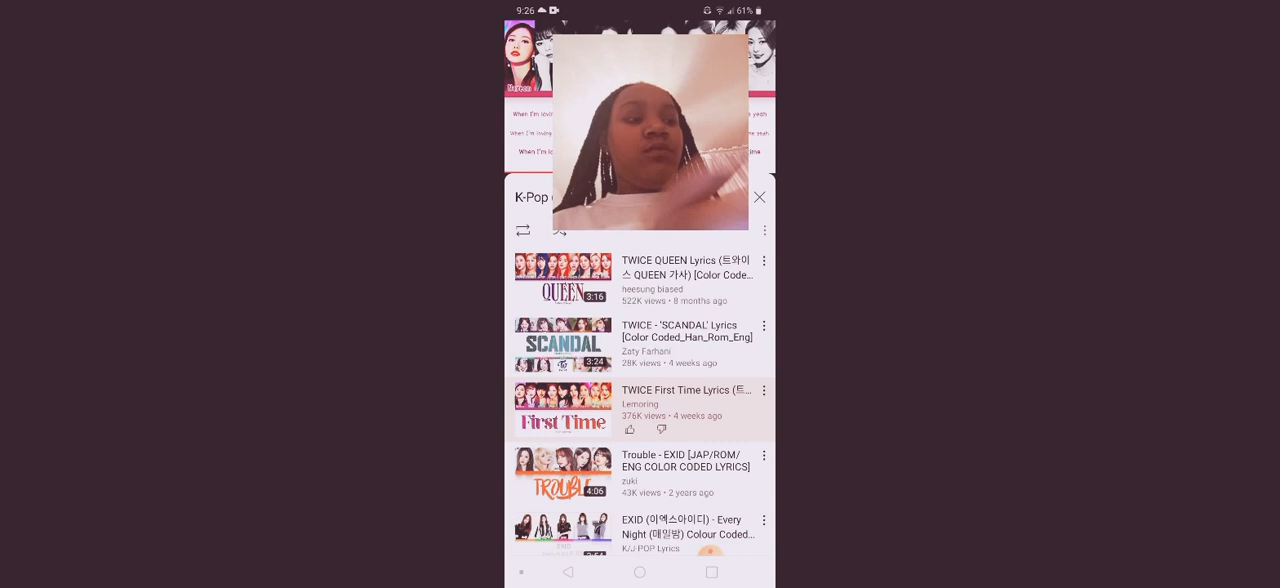 9:26
61%
Nayeon
When I'm
yeah
When I'm loving
yeah
When I'm
K-Pop
QUEEN
3:16
TWICE QUEEN Lyrics (트와이
스 QUEEN 가사) [Color Code...
heesung biased
522K views • 8 months ago
SCANDAL
3:24
TWICE - 'SCANDAL' Lyrics
[Color Coded_Han_Rom_Eng]
Zaty Farhani
28K views • 4 weeks ago
First Time
TWICE First Time Lyrics (트...
Lemoring
376K views • 4 weeks ago
TROUBLE
4:06
Trouble - EXID [JAP/ROM/
ENG COLOR CODED LYRICS]
zuki
43K views • 2 years ago
EXID
EXID (이엑스아이디) - Every
Night (매일밤) Colour Coded...
K/J-POP Lyrics